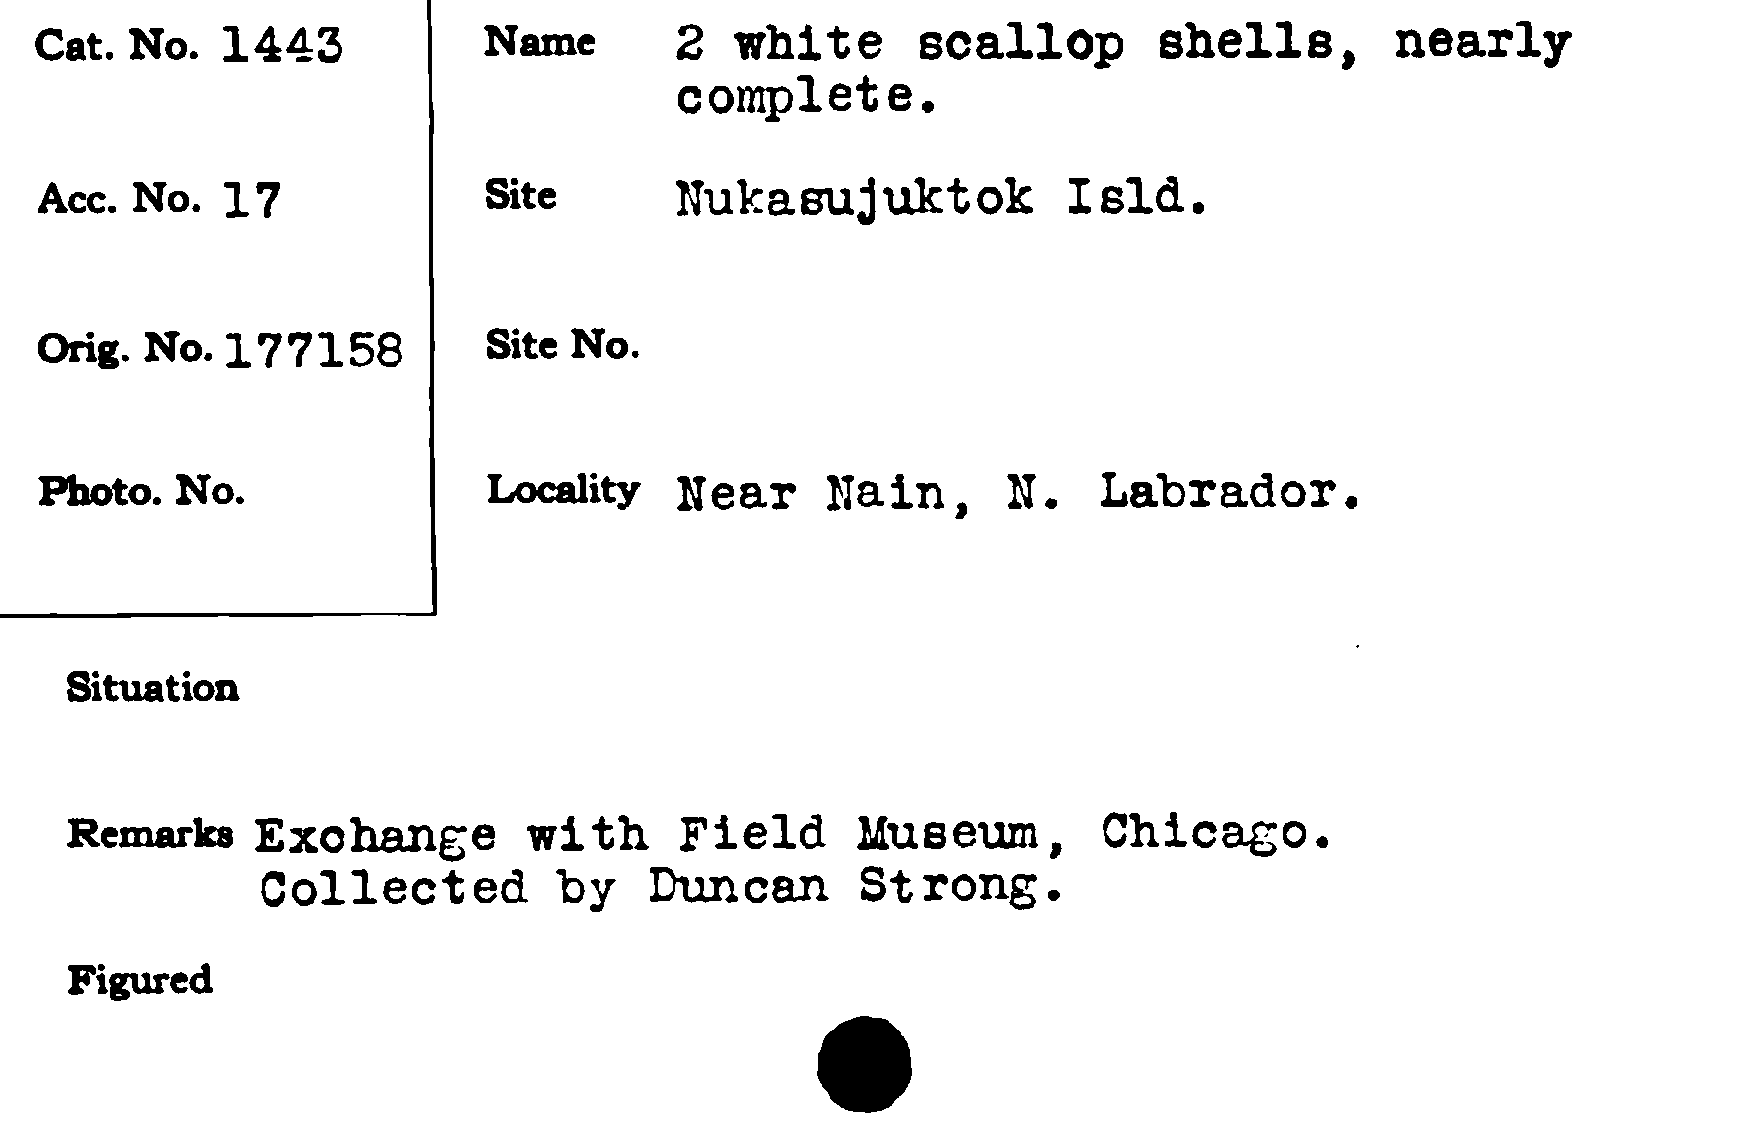 Cat. No. 1443
Name 2 white scallop shells, nearly
complete.
Acc. No. 17
Site Nukasujuktok Isld.
Orig. No. 177158
Site No.
Photo. No.
Locality Near Nain, N. Labrador.
Situation
Remarks Exchange with Field Museum, Chicago.
Collected by Duncan Strong.
Figured